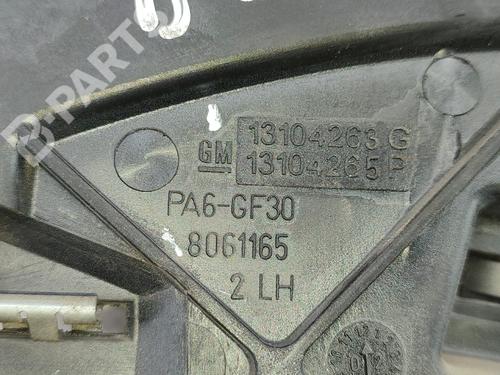 B-PARTS
GM 13104263 G
13104265 P
PA6-GF30
8061165
2 LH